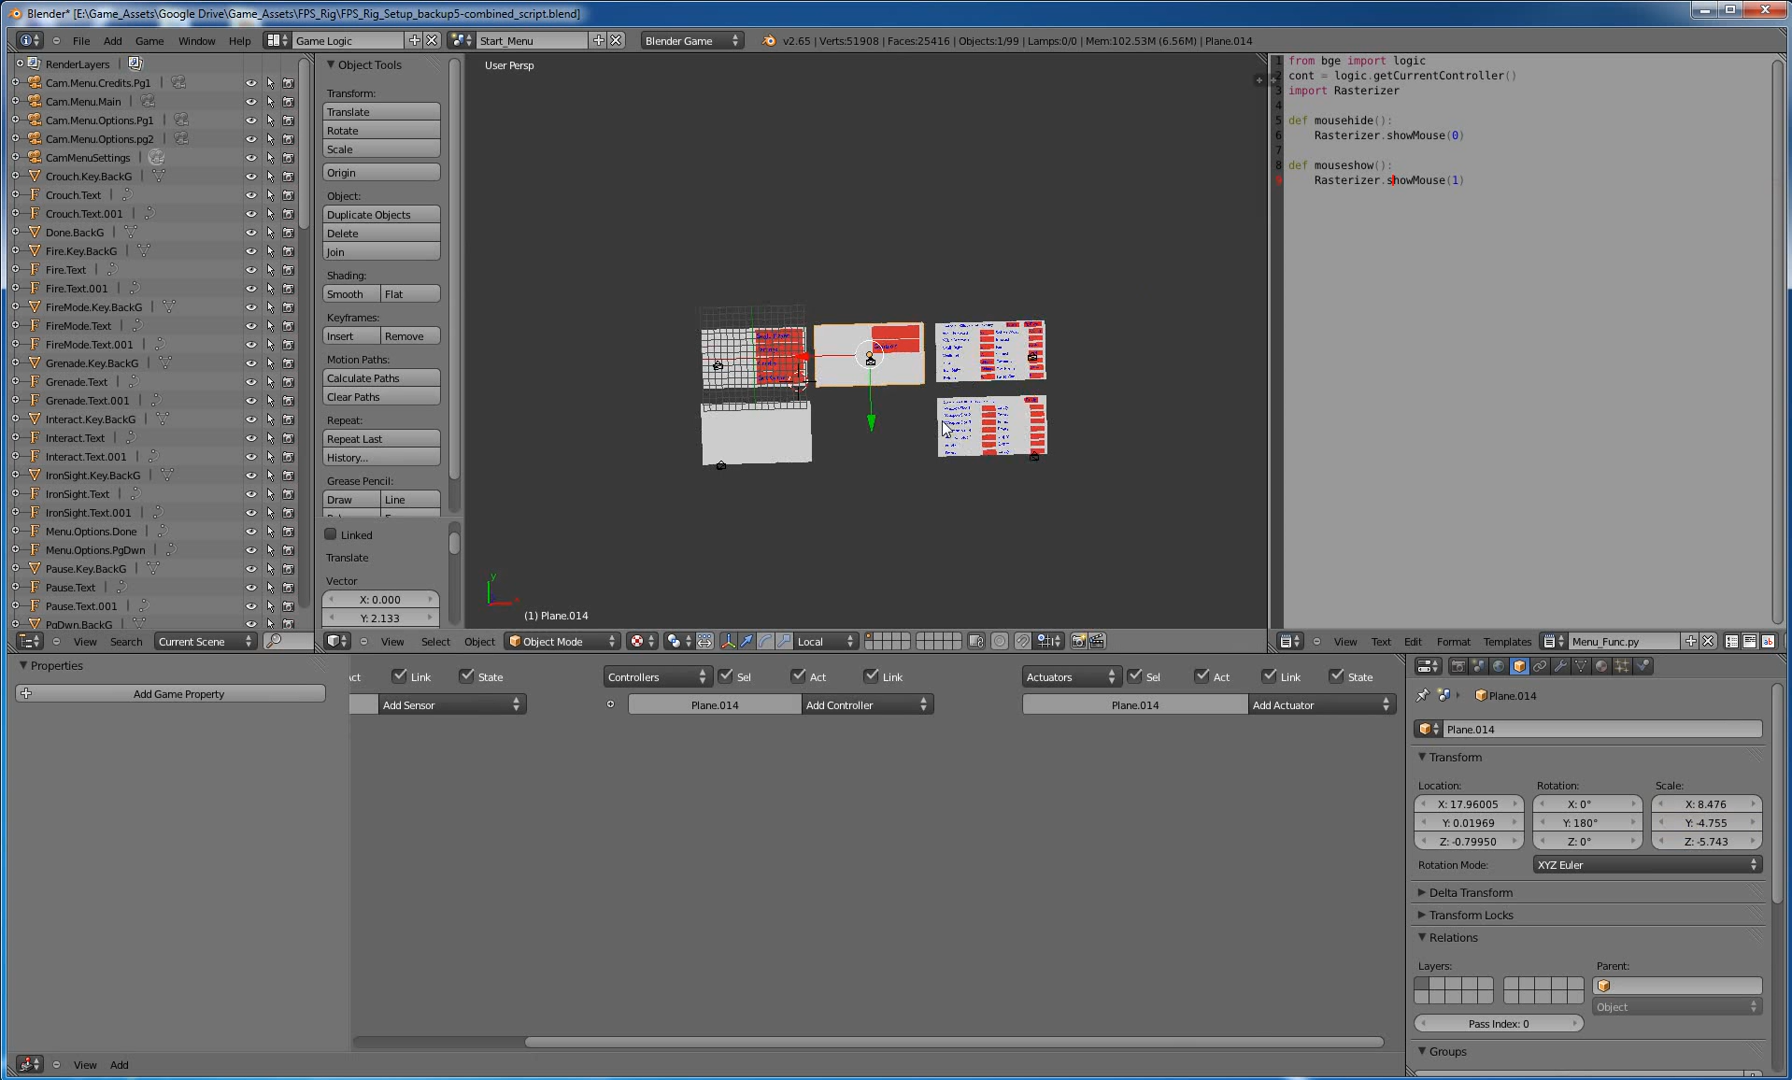 Blender* [E:\Game_Assets\Google Drive\Game_Assets\FPS_Rig\FPS_Rig_Setup_backup5-combined_script.blend]
File Add Game Window Help Game Logic Start_Menu Blender Game v2.65 | Verts:51908 | Faces:25416 | Objects:1/99 | Lamps:0/0 | Mem:102.53M (6.56M) | Plane.014
RenderLayers
Cam.Menu.Credits.Pg1
Cam.Menu.Main
Cam.Menu.Options.Pg1
Cam.Menu.Options.pg2
CamMenuSettings
Crouch.Key.BackG
Crouch.Text
Crouch.Text.001
Done.BackG
Fire.Key.BackG
Fire.Text
Fire.Text.001
FireMode.Key.BackG
FireMode.Text
FireMode.Text.001
Grenade.Key.BackG
Grenade.Text
Grenade.Text.001
Interact.Key.BackG
Interact.Text
Interact.Text.001
IronSight.Key.BackG
IronSight.Text
IronSight.Text.001
Menu.Options.Done
Menu.Options.PgDwn
Pause.Key.BackG
Pause.Text
Pause.Text.001
PgDwn.BackG
View Search Current Scene
Object Tools
Transform:
Translate
Rotate
Scale
Origin
Object:
Duplicate Objects
Delete
Join
Shading:
Smooth Flat
Keyframes:
Insert Remove
Motion Paths:
Calculate Paths
Clear Paths
Repeat:
Repeat Last
History...
Grease Pencil:
Draw Line
Linked
Translate
Vector
X: 0.000
Y: 2.133
User Persp
y
x
(1) Plane.014
View Select Object Object Mode Local
1 from bge import logic
2 cont = logic.getCurrentController()
3 import Rasterizer
4
5 def mousehide():
6 Rasterizer.showMouse(0)
7
8 def mouseshow():
9 Rasterizer.showMouse(1)
View Text Edit Format Templates Menu_Func.py
Properties
Add Game Property
Act Link State
Add Sensor
Controllers Sel Act Link
Plane.014 Add Controller
Actuators Sel Act Link State
Plane.014 Add Actuator
View Add
Plane.014
Plane.014
Transform
Location: Rotation: Scale:
X: 17.96005 X: 0° X: 8.476
Y: 0.01969 Y: 180° Y: -4.755
Z: -0.79950 Z: 0° Z: -5.743
Rotation Mode: XYZ Euler
Delta Transform
Transform Locks
Relations
Layers: Parent:
Object
Pass Index: 0
Groups